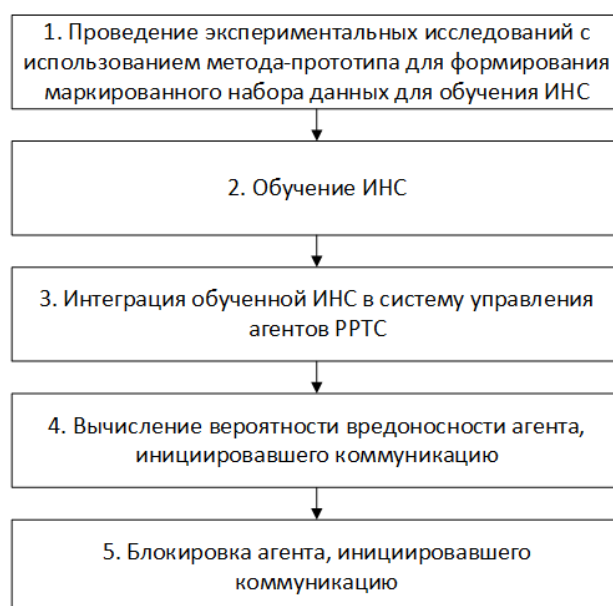 1. Проведение экспериментальных исследований с
использованием метода-прототипа для формирования
маркированного набора данных для обучения ИНС
2. Обучение ИНС
3. Интеграция обученной ИНС в систему управления
агентов РРТС
4. Вычисление вероятности вредоносности агента,
инициировавшего коммуникацию
5. Блокировка агента, инициировавшего
коммуникацию